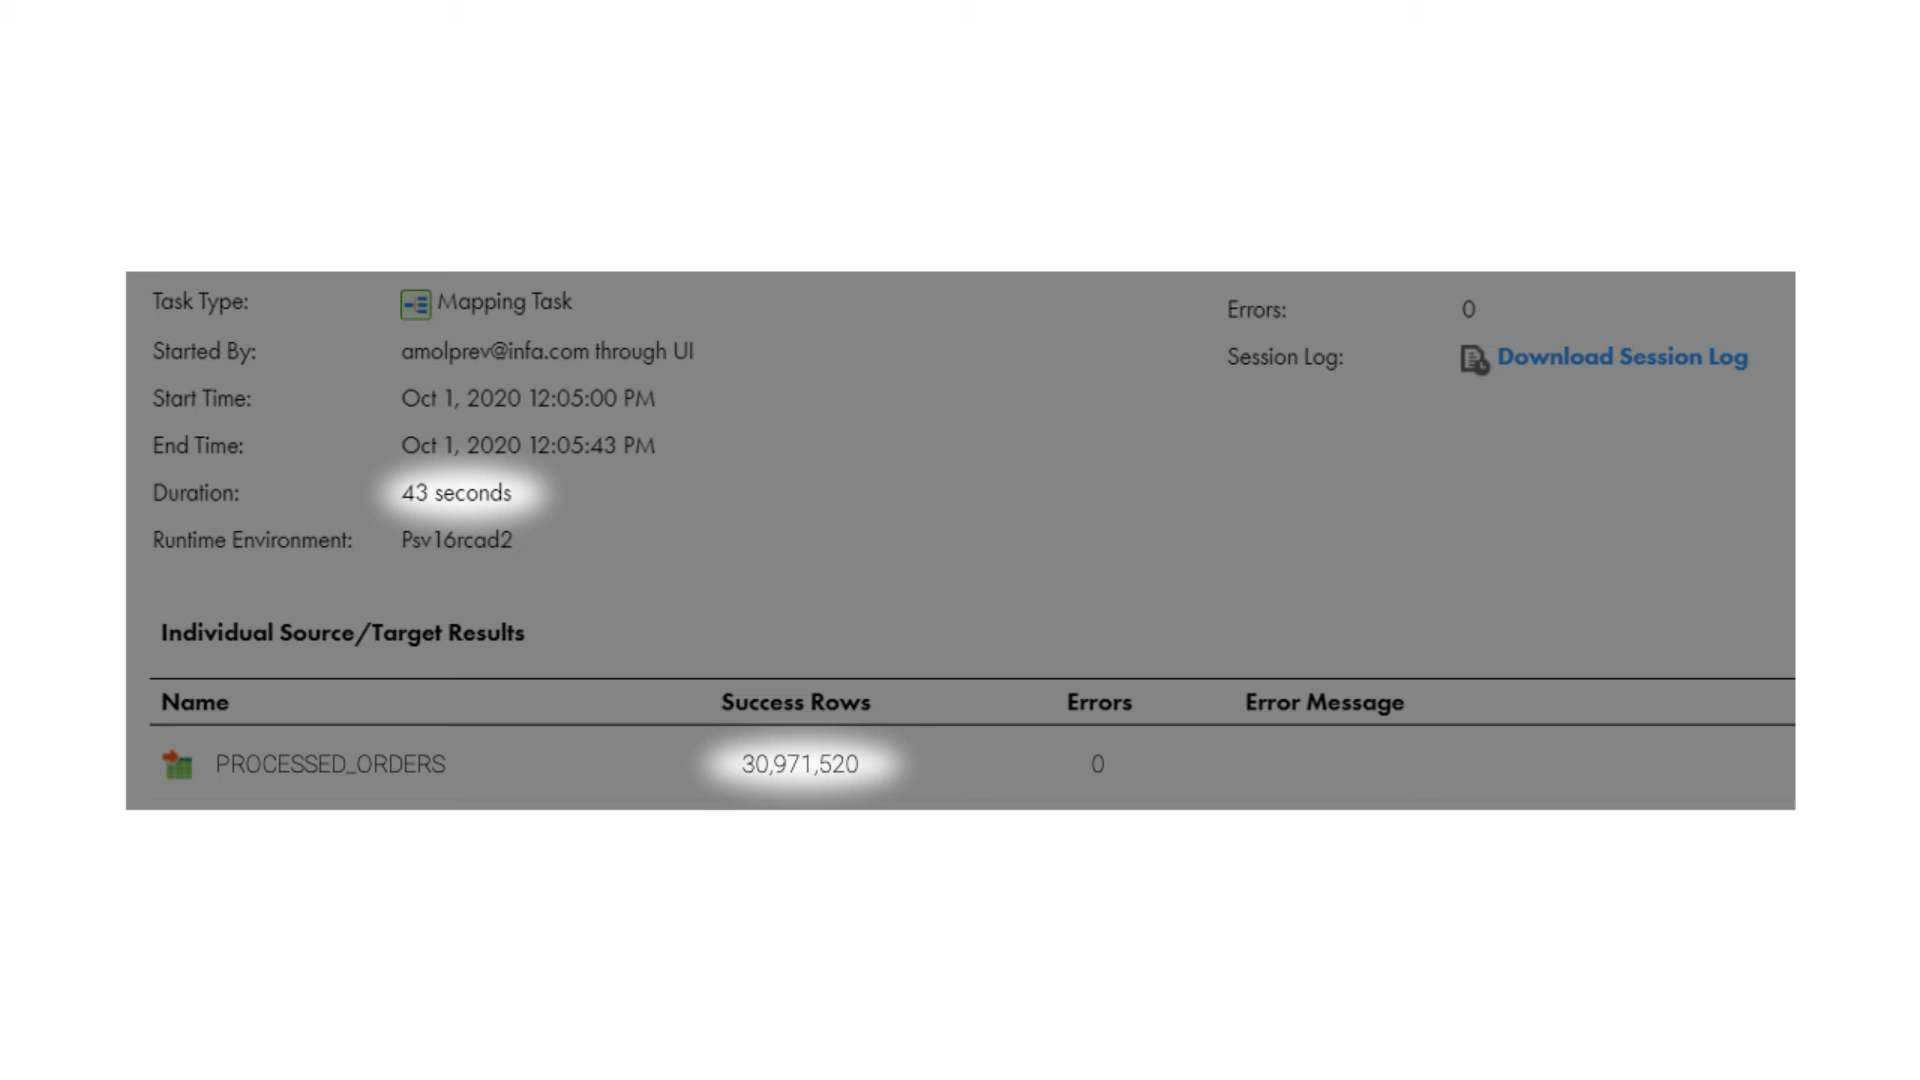 Task Type: Mapping Task
Errors: 0
Started By: amolprev@infa.com through UI
Session Log: Download Session Log
Start Time: Oct 1, 2020 12:05:00 PM
End Time: Oct 1, 2020 12:05:43 PM
Duration: 43 seconds
Runtime Environment: Psv16rcad2
Individual Source/Target Results
Name Success Rows Errors Error Message
PROCESSED_ORDERS 30,971,520 0